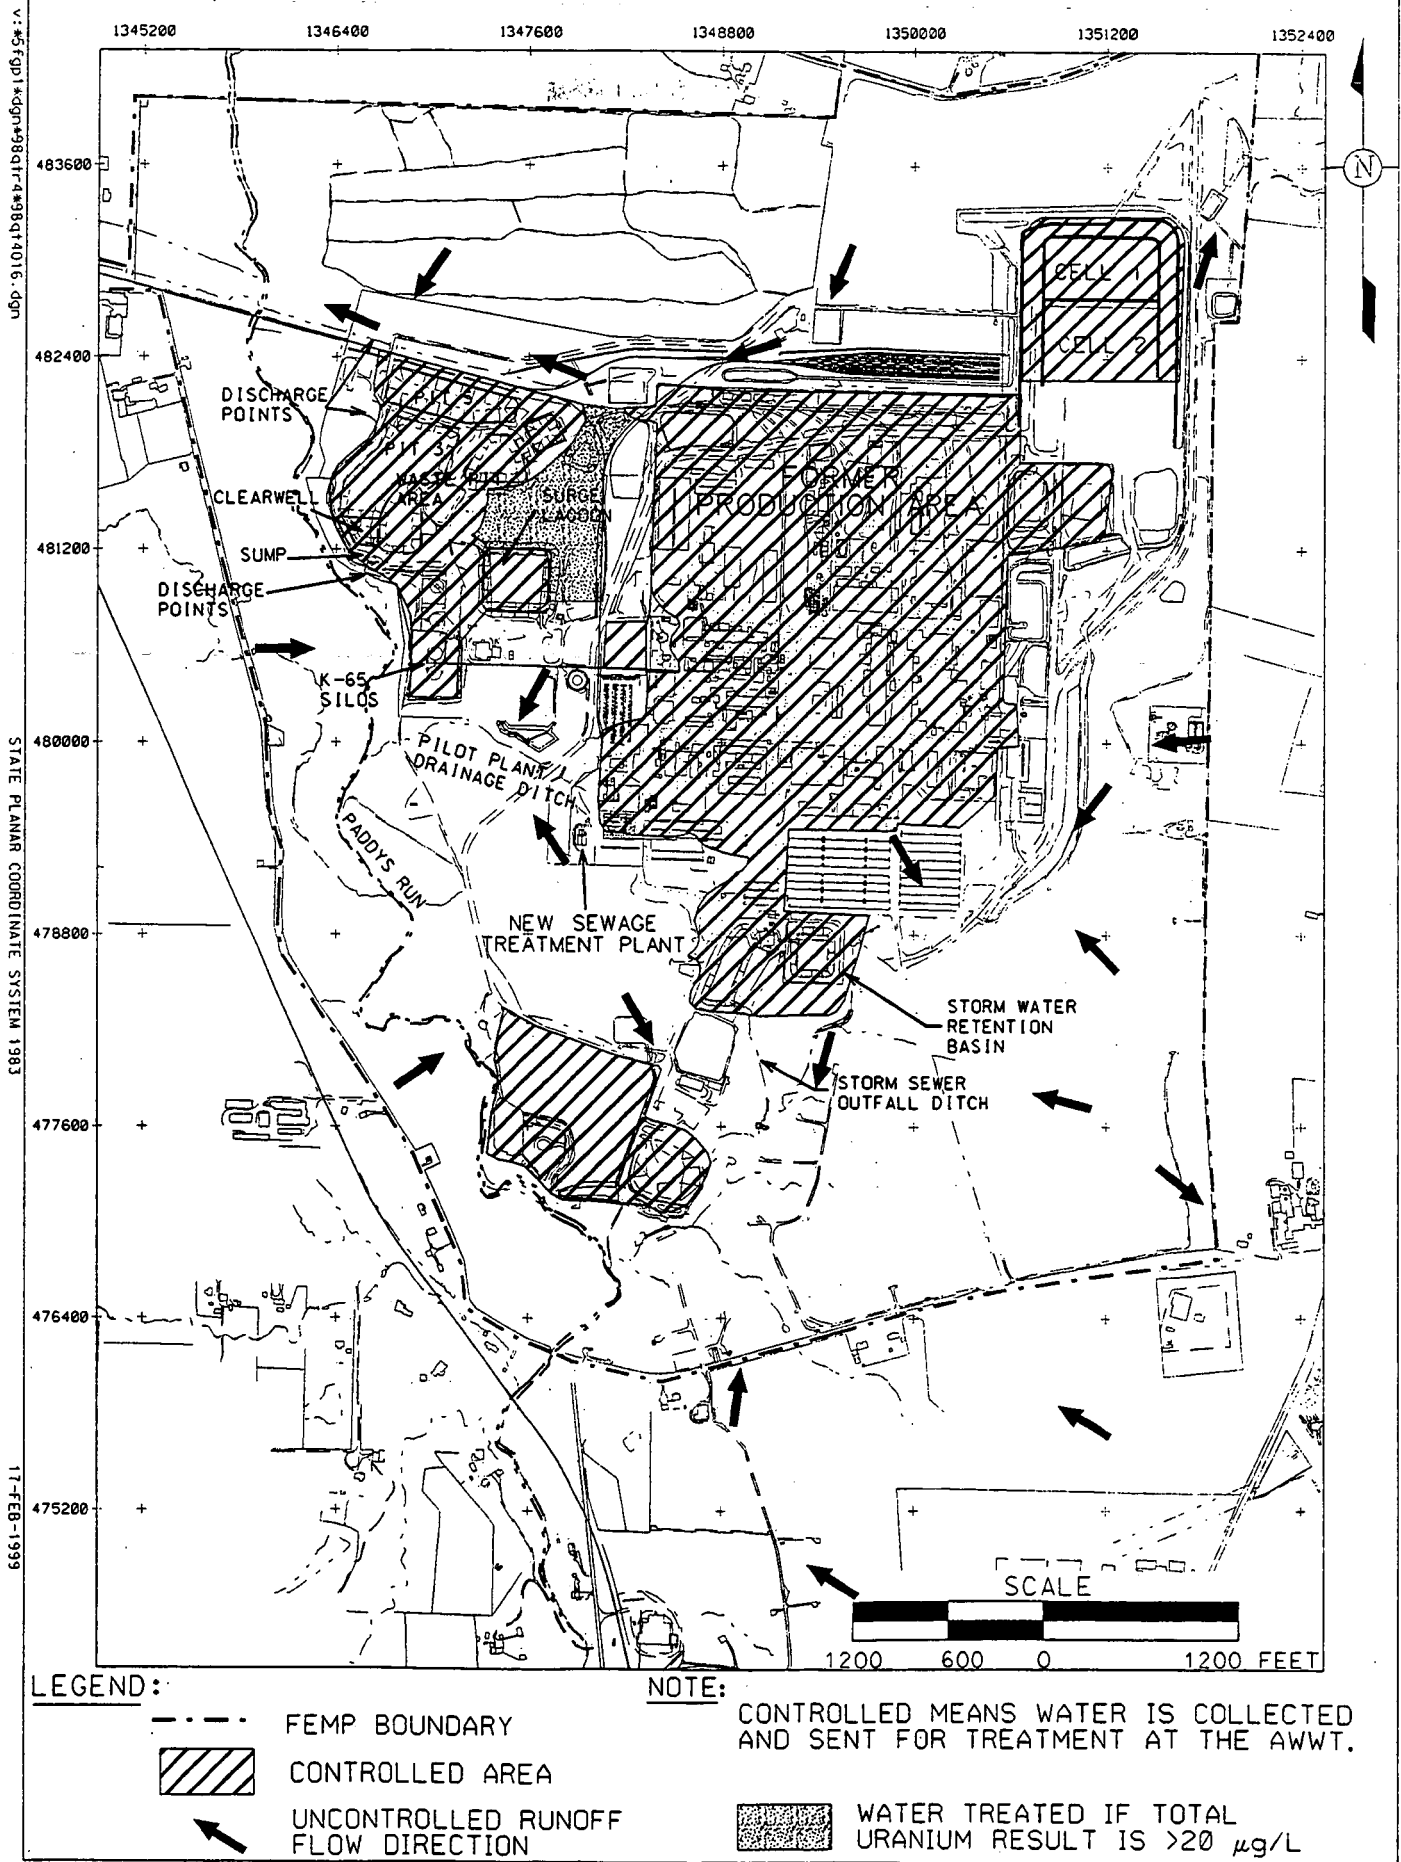 1345200 1346400 1347600 1348800 1350000 1351200 1352400
v:*5fgp1*dgn*98qtr4*98qt4016.dgn
STATE PLANAR COORDINATE SYSTEM 1983
17-FEB-1999
483600
482400
481200
480000
478800
477600
476400
475200
N
CELL 1
CELL 2
DISCHARGE
POINTS
PIT 5
PIT 3
WASTE PIT
AREA
CLEARWELL
SURGE
LAGOON
FORMER
PRODUCTION AREA
SUMP
DISCHARGE
POINTS
K-65
SILOS
PILOT PLANT
DRAINAGE DITCH
PADDYS RUN
NEW SEWAGE
TREATMENT PLANT
STORM WATER
RETENTION
BASIN
STORM SEWER
OUTFALL DITCH
SCALE
1200 600 0 1200 FEET
LEGEND:
FEMP BOUNDARY
CONTROLLED AREA
UNCONTROLLED RUNOFF
FLOW DIRECTION
NOTE:
CONTROLLED MEANS WATER IS COLLECTED
AND SENT FOR TREATMENT AT THE AWWT.
WATER TREATED IF TOTAL
URANIUM RESULT IS >20 µg/L